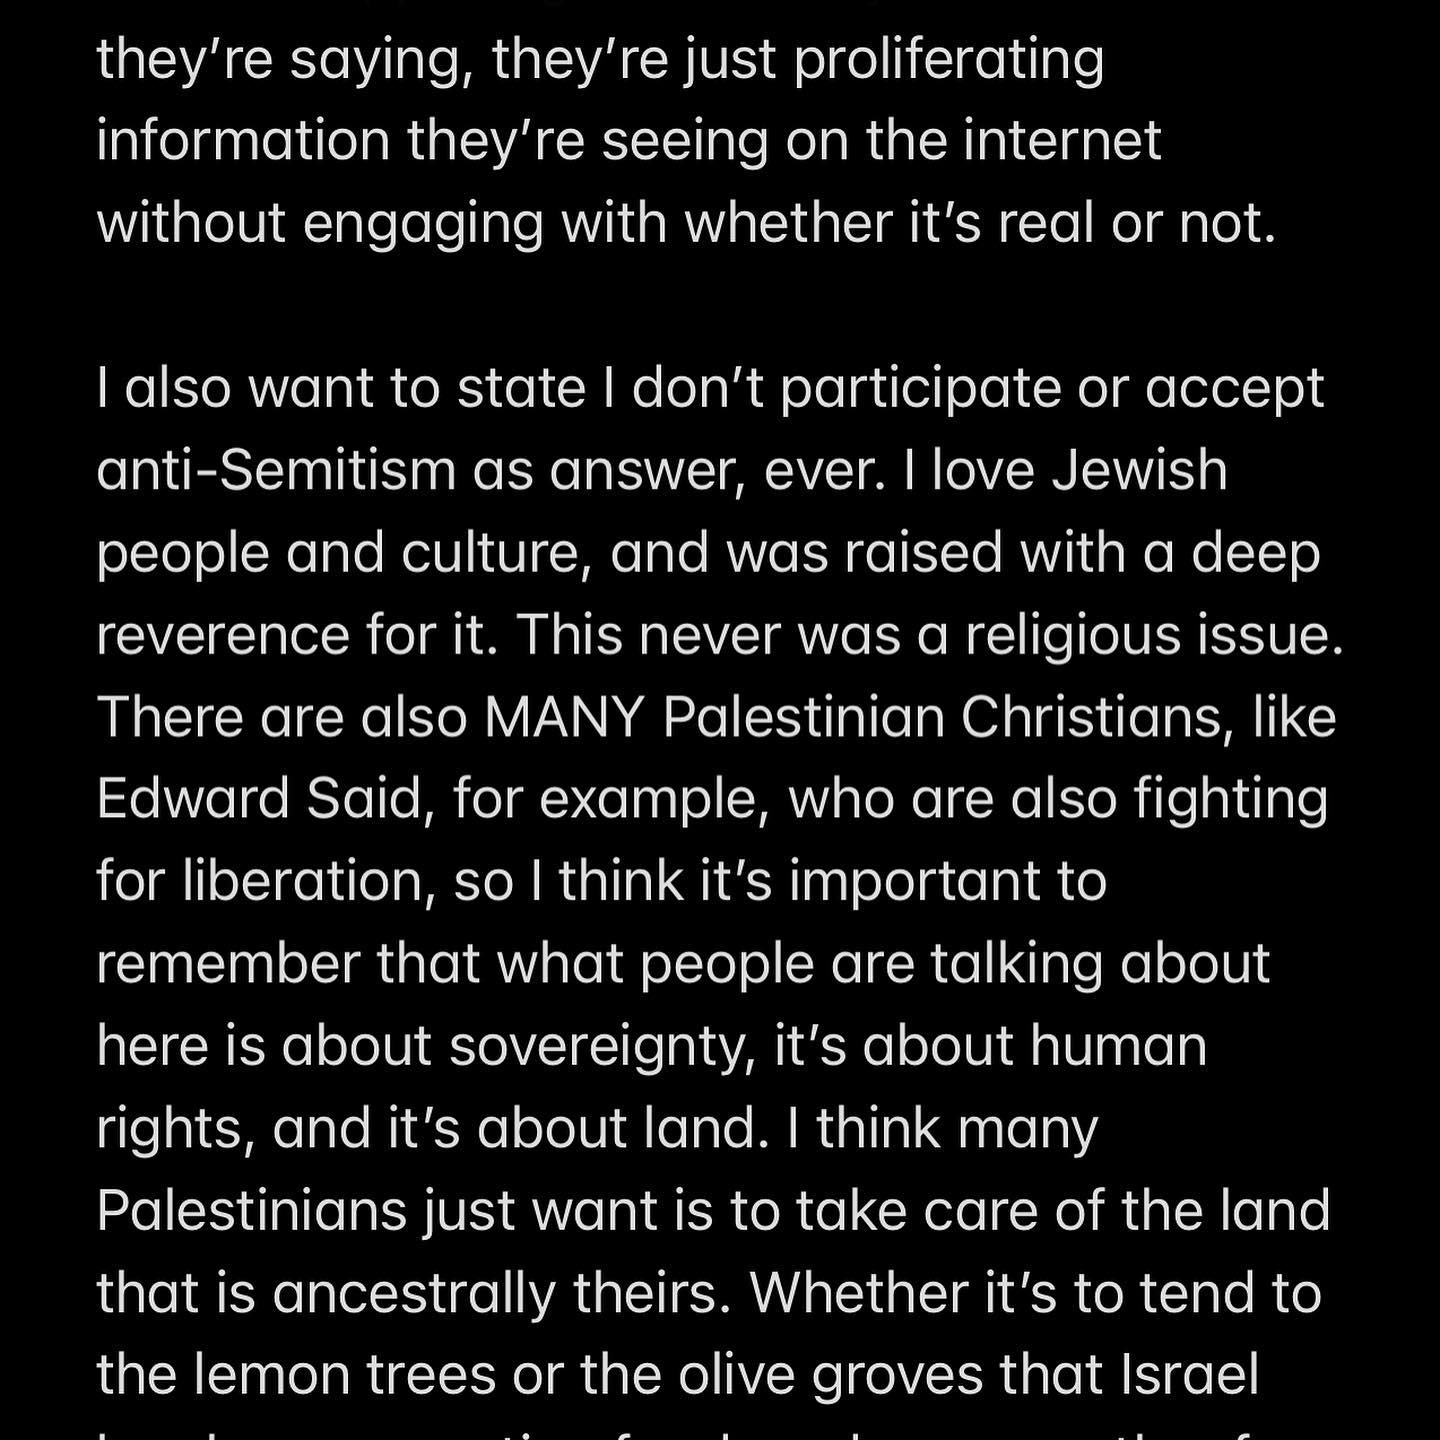 they're saying, they're just proliferating
information they're seeing on the internet
without engaging with whether it's real or not.
I also want to state I don't participate or accept
anti-Semitism as answer, ever. I love Jewish
people and culture, and was raised with a deep
reverence for it. This never was a religious issue.
There are also MANY Palestinian Christians, like
Edward Said, for example, who are also fighting
for liberation, so I think it's important to
remember that what people are talking about
here is about sovereignty, it's about human
rights, and it's about land. I think many
Palestinians just want is to take care of the land
that is ancestrally theirs. Whether it's to tend to
the lemon trees or the olive groves that Israel